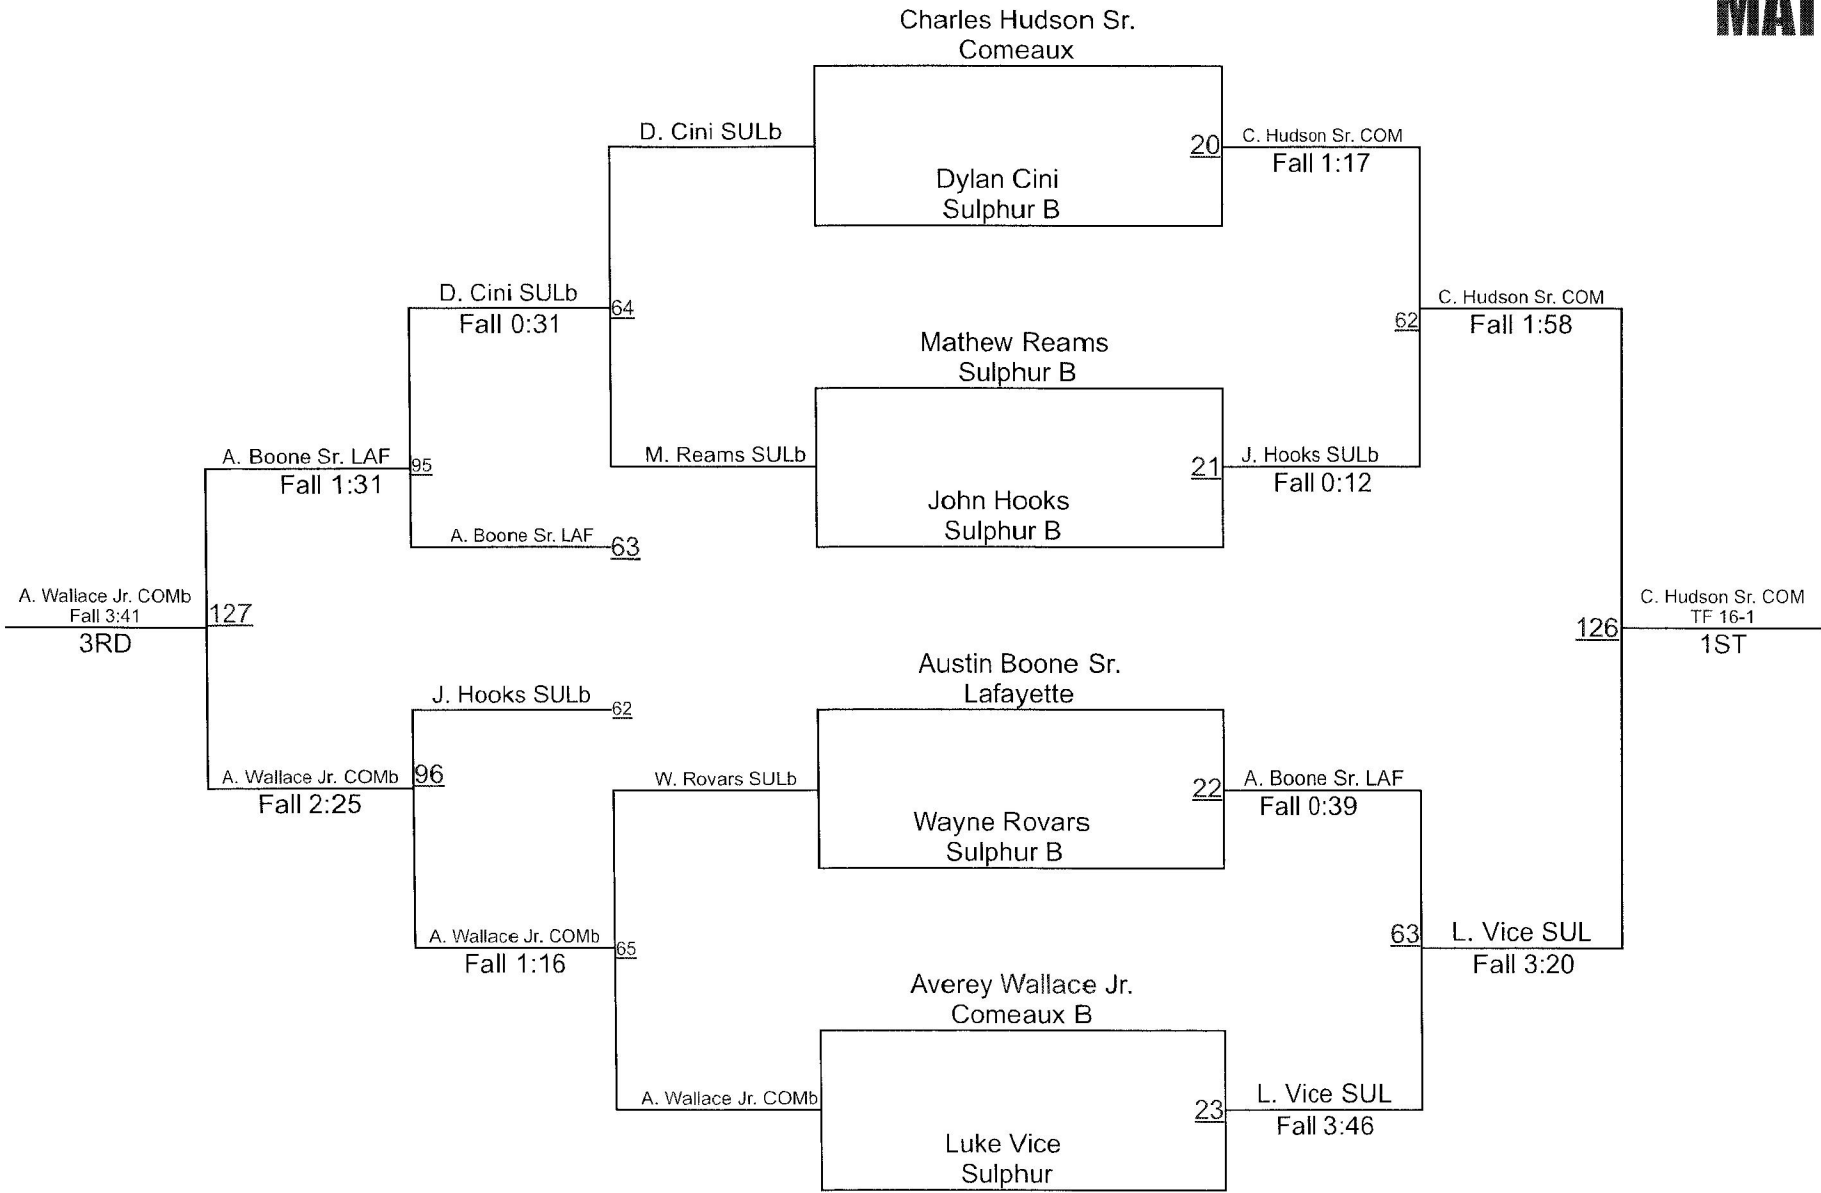 MAT
Charles Hudson Sr.
Comeaux
D. Cini SULb
20
C. Hudson Sr. COM
Fall 1:17
Dylan Cini
Sulphur B
D. Cini SULb
Fall 0:31
64
C. Hudson Sr. COM
Fall 1:58
62
Mathew Reams
Sulphur B
A. Boone Sr. LAF
Fall 1:31
95
M. Reams SULb
21
J. Hooks SULb
Fall 0:12
John Hooks
Sulphur B
A. Boone Sr. LAF
63
A. Wallace Jr. COMb
Fall 3:41
3RD
127
126
C. Hudson Sr. COM
TF 16-1
1ST
Austin Boone Sr.
Lafayette
J. Hooks SULb
62
A. Wallace Jr. COMb
Fall 2:25
96
W. Rovars SULb
22
A. Boone Sr. LAF
Fall 0:39
Wayne Rovars
Sulphur B
A. Wallace Jr. COMb
Fall 1:16
65
63
L. Vice SUL
Fall 3:20
Averey Wallace Jr.
Comeaux B
A. Wallace Jr. COMb
23
L. Vice SUL
Fall 3:46
Luke Vice
Sulphur